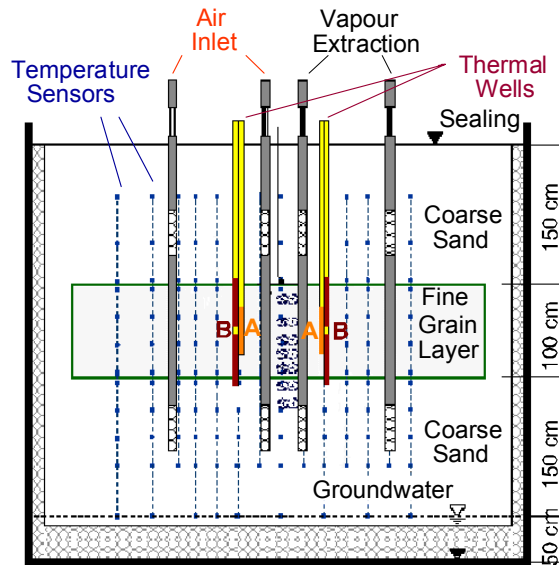 Air
Inlet
Vapour
Extraction
Temperature
Sensors
Thermal
Wells
Sealing
Coarse
Sand
150 cm
Fine
Grain
Layer
B
A
A
B
100 cm
Coarse
Sand
150 cm
Groundwater
50 cm